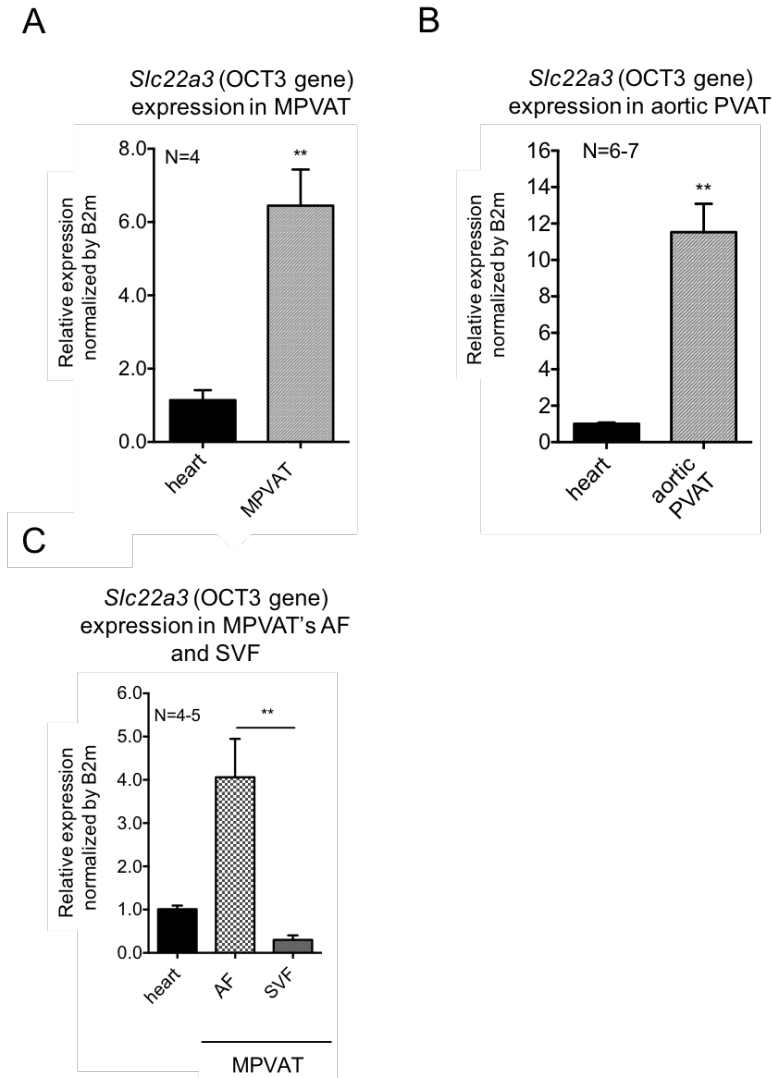 A
Slc22a3 (OCT3 gene)
expression in MPVAT
Relative expression
normalized by B2m
8.0
6.0
4.0
2.0
0.0
N=4
**
heart
MPVAT
B
Slc22a3 (OCT3 gene)
expression in aortic PVAT
Relative expression
normalized by B2m
16
14
12
10
8
6
4
2
0
N=6-7
**
heart
aortic
PVAT
C
Slc22a3 (OCT3 gene)
expression in MPVAT's AF
and SVF
Relative expression
normalized by B2m
6.0
5.0
4.0
3.0
2.0
1.0
0.0
N=4-5
**
heart
AF
SVF
MPVAT